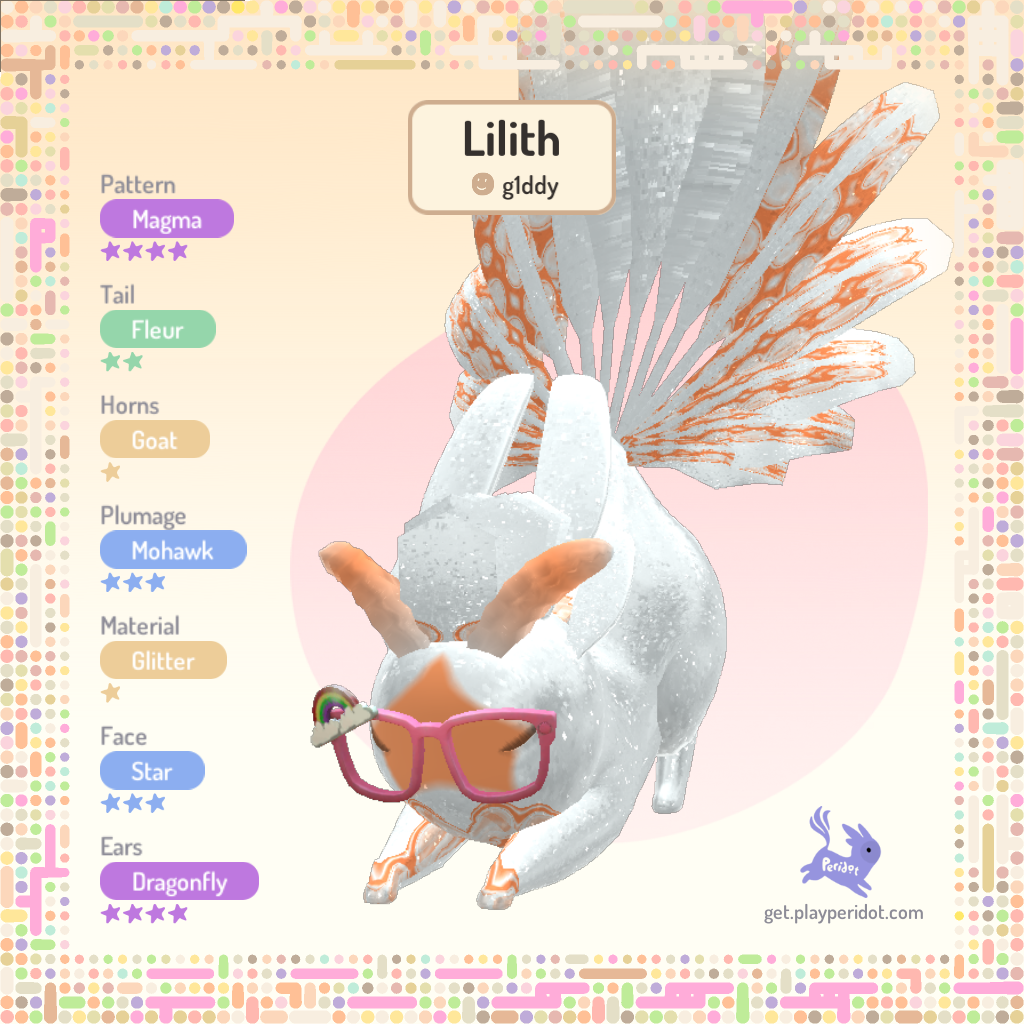 Lilith
g1ddy
Pattern
Magma
Tail
Fleur
Horns
Goat
Plumage
Mohawk
Material
Glitter
Face
Star
Ears
Dragonfly
Peridot
get.playperidot.com